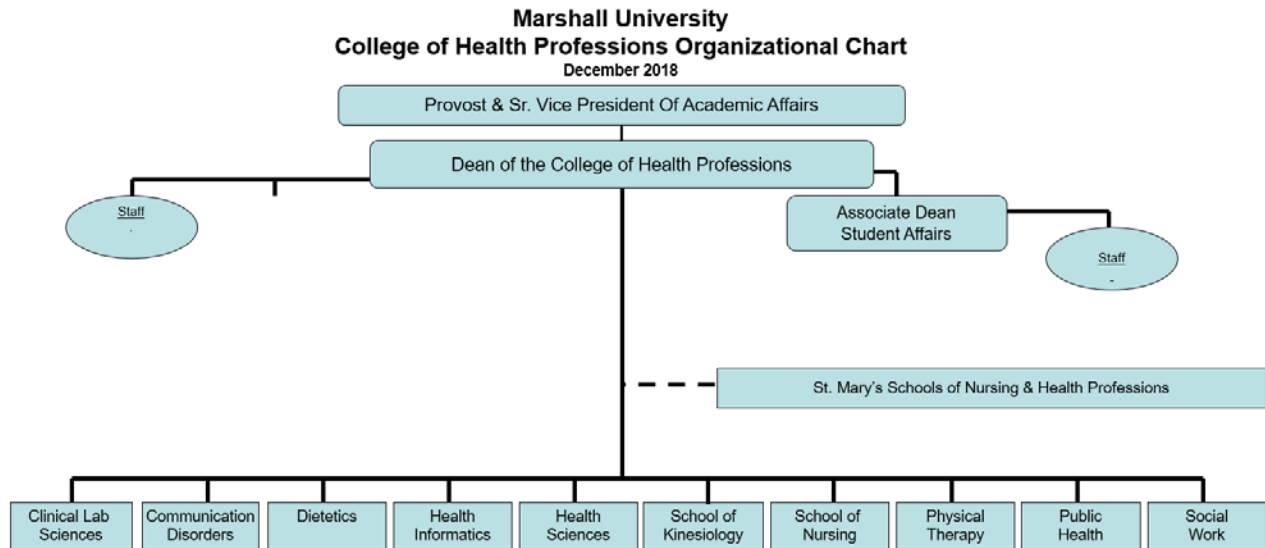 Marshall University
College of Health Professions Organizational Chart
December 2018
Provost & Sr. Vice President Of Academic Affairs
Dean of the College of Health Professions
Staff
-
Associate Dean
Student Affairs
Staff
-
St. Mary's Schools of Nursing & Health Professions
Clinical Lab
Sciences
Communication
Disorders
Dietetics
Health
Informatics
Health
Sciences
School of
Kinesiology
School of
Nursing
Physical
Therapy
Public
Health
Social
Work